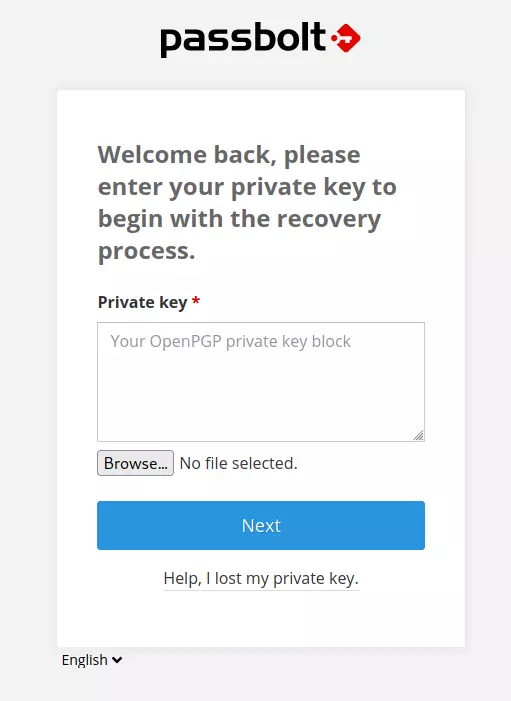 passbolt
Welcome back, please
enter your private key to
begin with the recovery
process.
Private key *
Your OpenPGP private key block
Browse... No file selected.
Next
Help, I lost my private key.
English